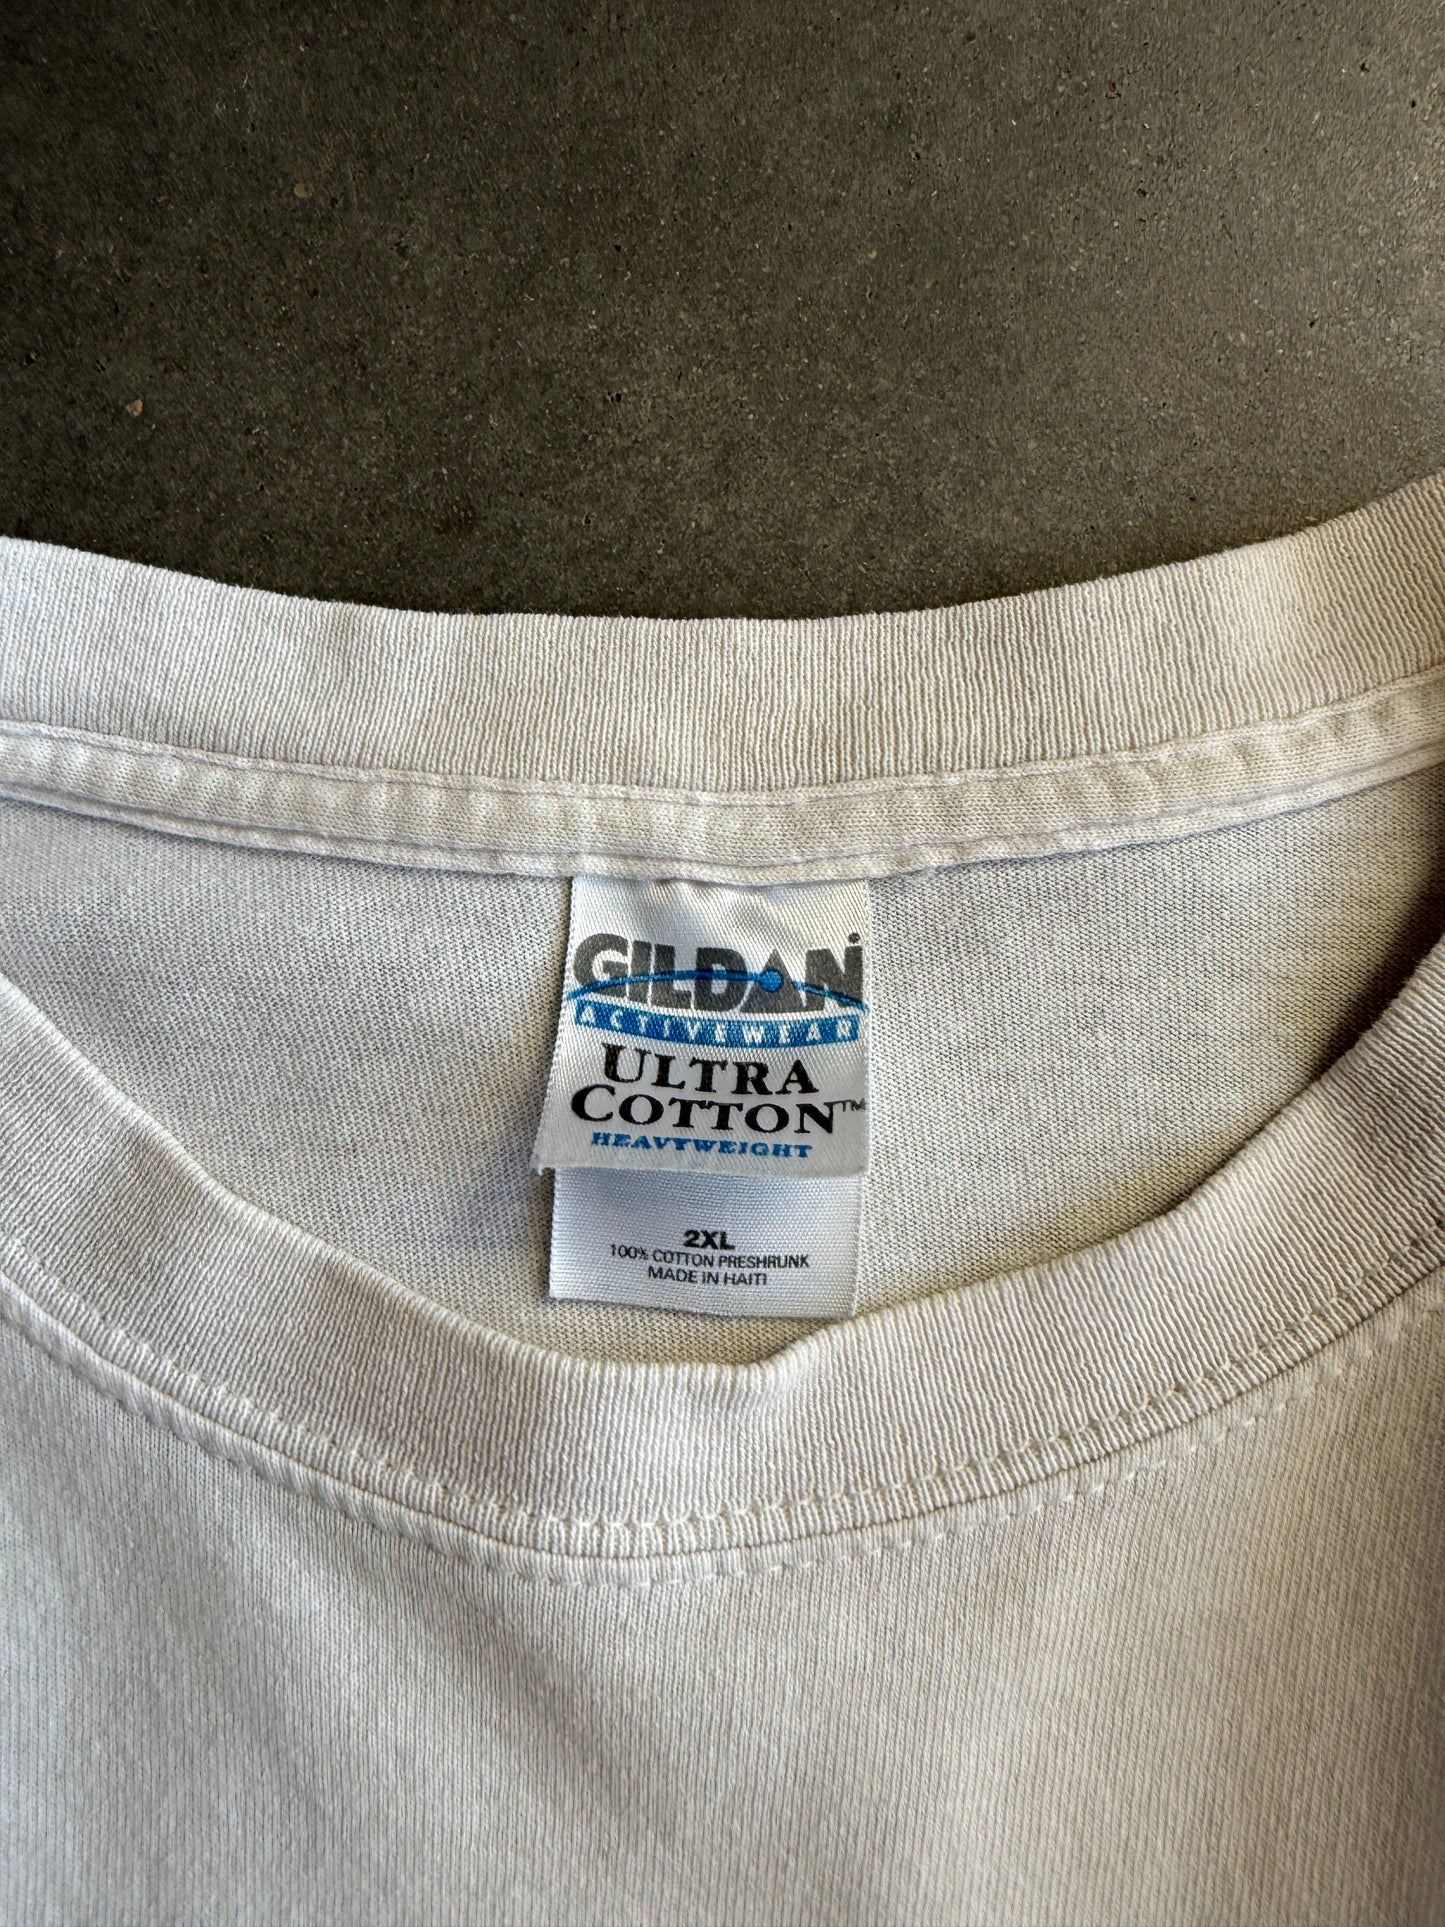 GILDAN®
ACTIVEWEAR
ULTRA
COTTON™
HEAVYWEIGHT
2XL
100% COTTON PRESHRUNK
MADE IN HAITI